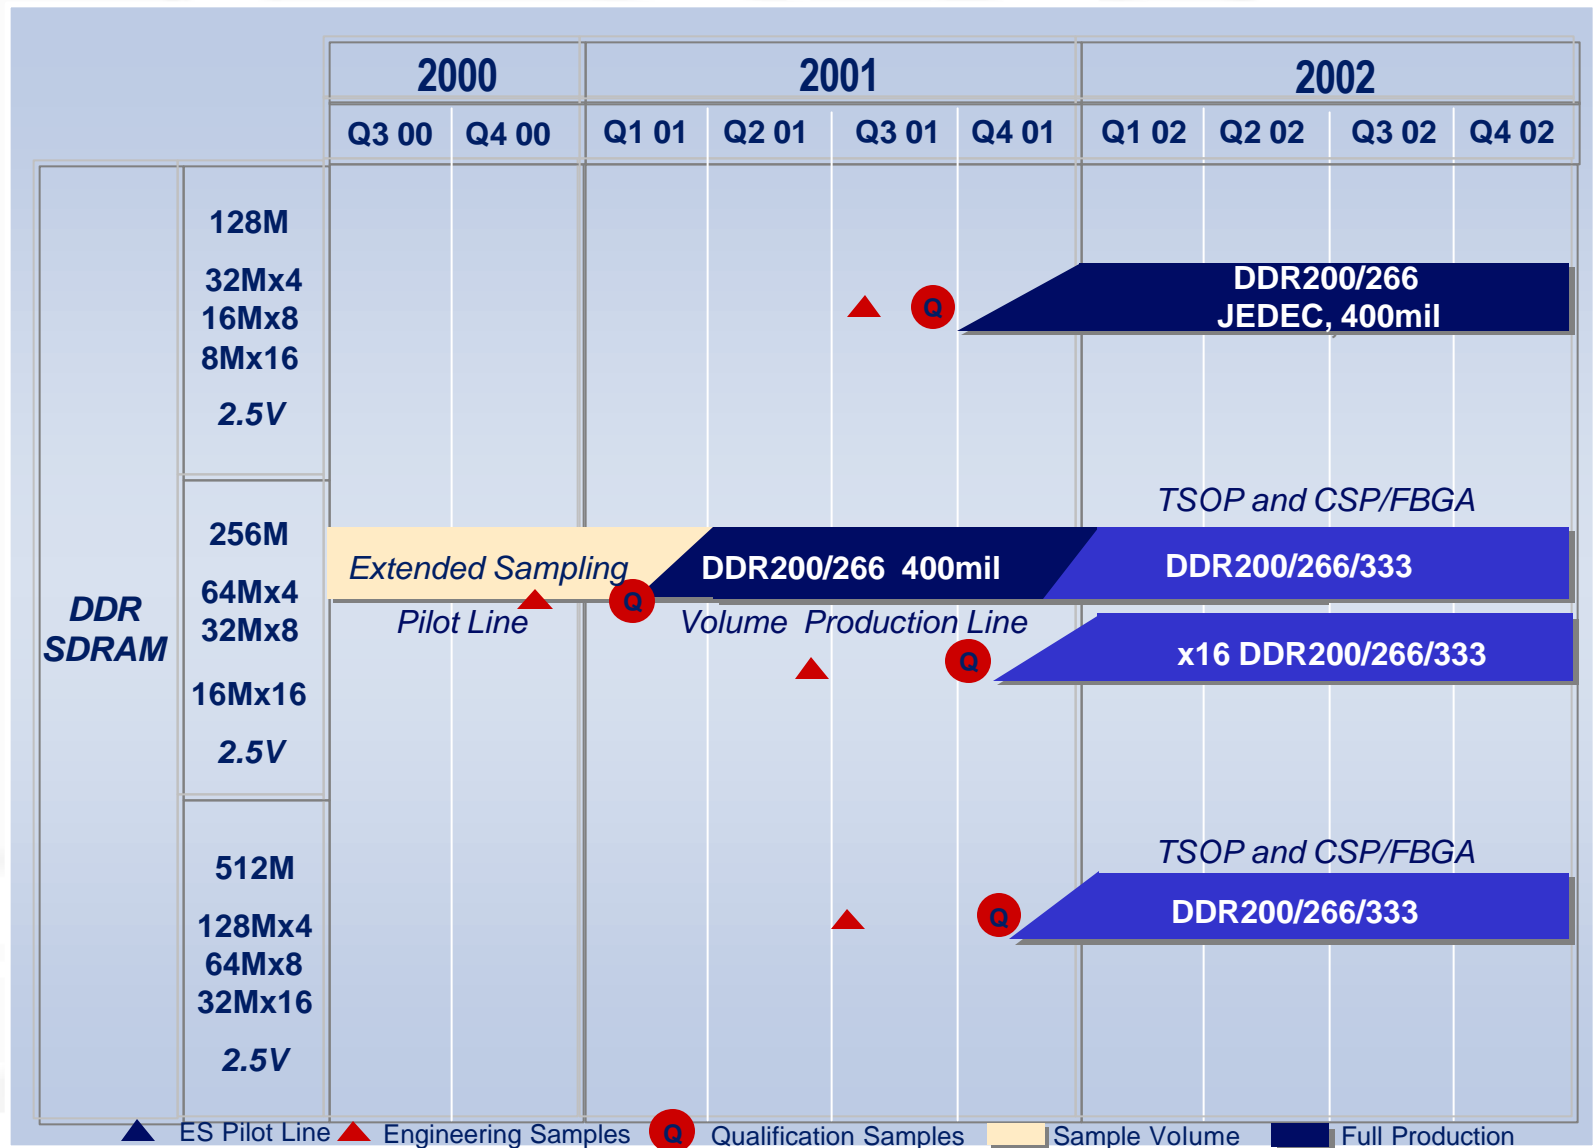 2000 2001 2002
Q3 00 Q4 00 Q1 01 Q2 01 Q3 01 Q4 01 Q1 02 Q2 02 Q3 02 Q4 02
DDR
SDRAM
128M
32Mx4
16Mx8
8Mx16
2.5V
Q
DDR200/266
JEDEC, 400mil
256M
64Mx4
32Mx8
16Mx16
2.5V
TSOP and CSP/FBGA
Extended Sampling
DDR200/266 400mil
DDR200/266/333
Q
Pilot Line
Volume Production Line
Q
x16 DDR200/266/333
512M
128Mx4
64Mx8
32Mx16
2.5V
TSOP and CSP/FBGA
Q
DDR200/266/333
ES Pilot Line Engineering Samples Q Qualification Samples Sample Volume Full Production